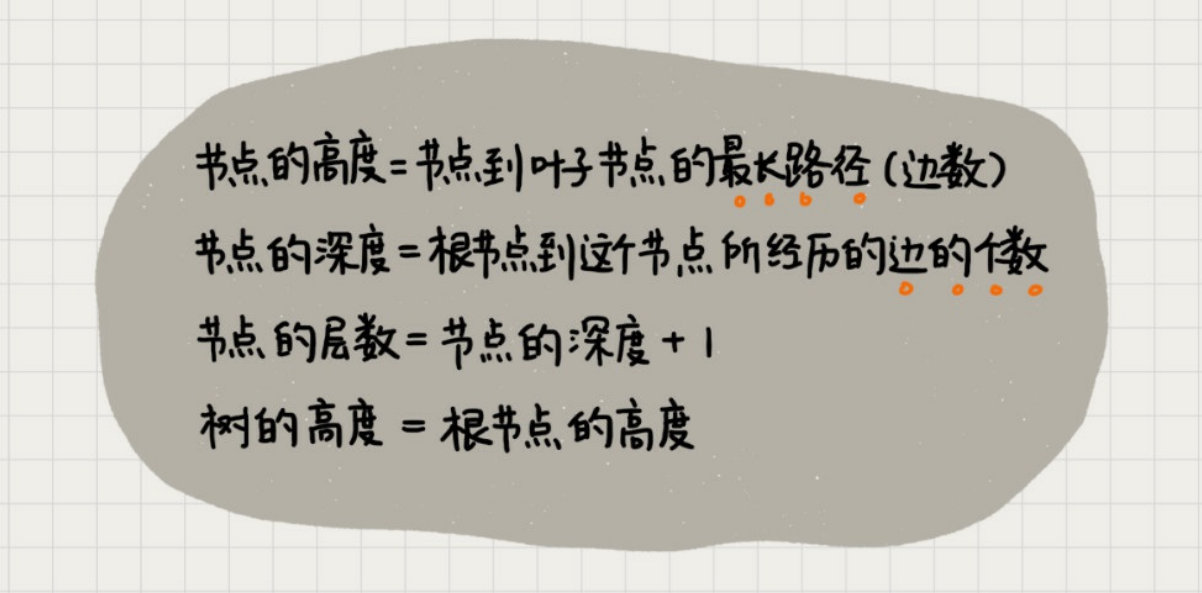 节点的高度=节点到叶子节点的最长路径(边数)
节点的深度=根节点到这个节点所经历的边的个数
节点的层数=节点的深度+1
树的高度=根节点的高度